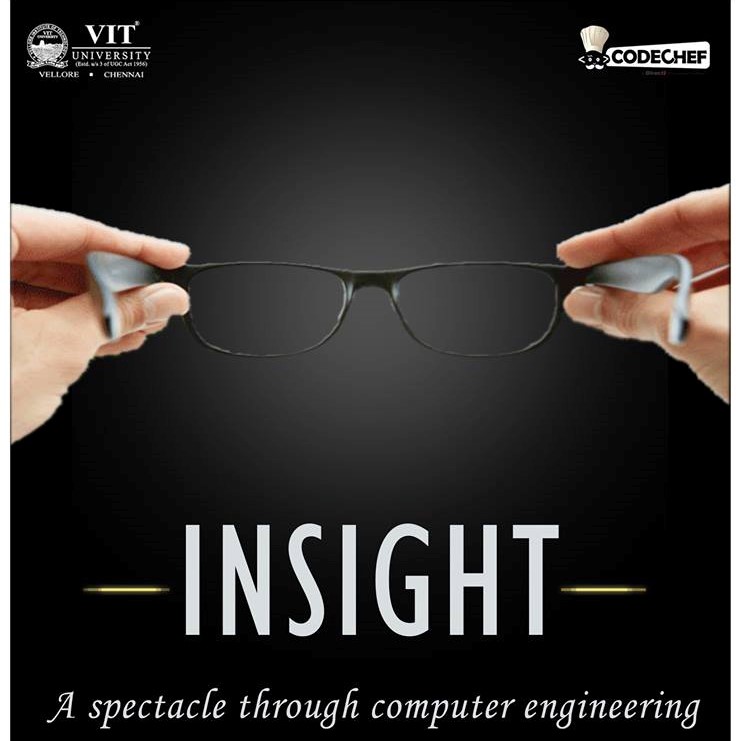 VIT®
UNIVERSITY
(Estd. u/s 3 of UGC Act 1956)
VELLORE • CHENNAI
CODECHEF
INSIGHT
A spectacle through computer engineering